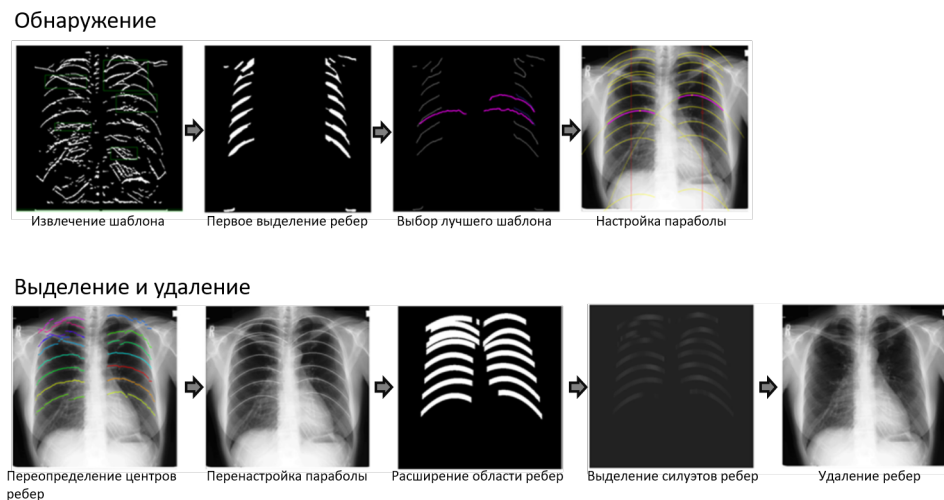 Обнаружение
Извлечение шаблона
Первое выделение ребер
Выбор лучшего шаблона
Настройка параболы
Выделение и удаление
Переопределение центров
ребер
Перенастройка параболы
Расширение области ребер
Выделение силуэтов ребер
Удаление ребер